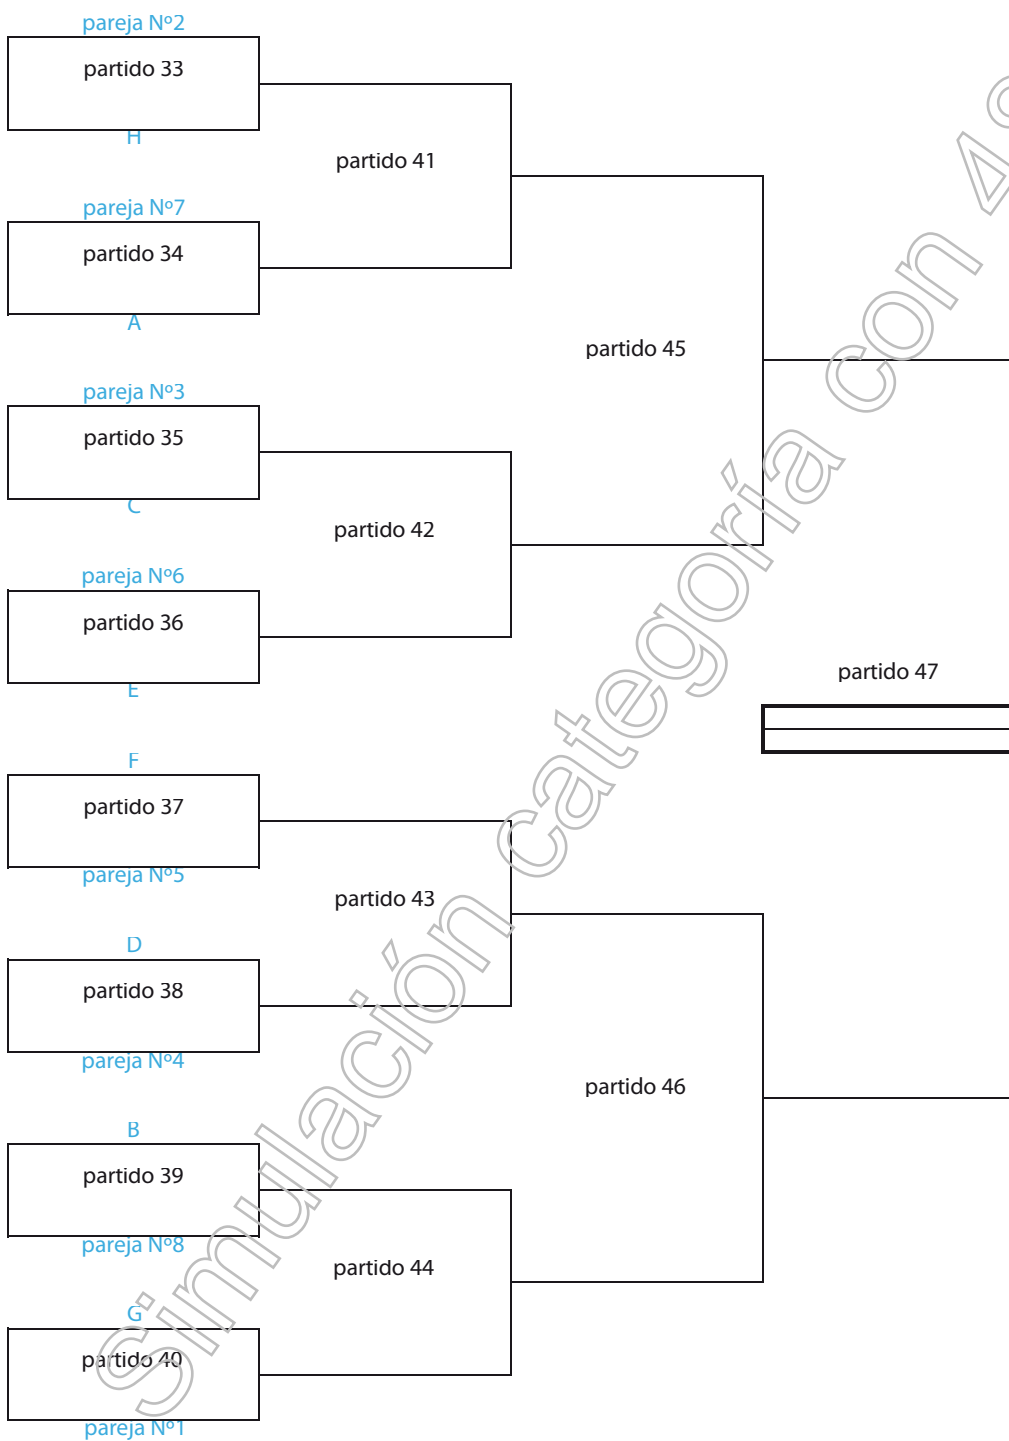 pareja Nº2
partido 33
H
partido 41
pareja Nº7
partido 34
A
partido 45
pareja Nº3
partido 35
C
partido 42
pareja Nº6
partido 36
E
partido 47
F
partido 37
pareja Nº5
partido 43
D
partido 38
pareja Nº4
partido 46
B
partido 39
pareja Nº8
partido 44
G
partido 40
pareja Nº1
Simulación categoría con 4